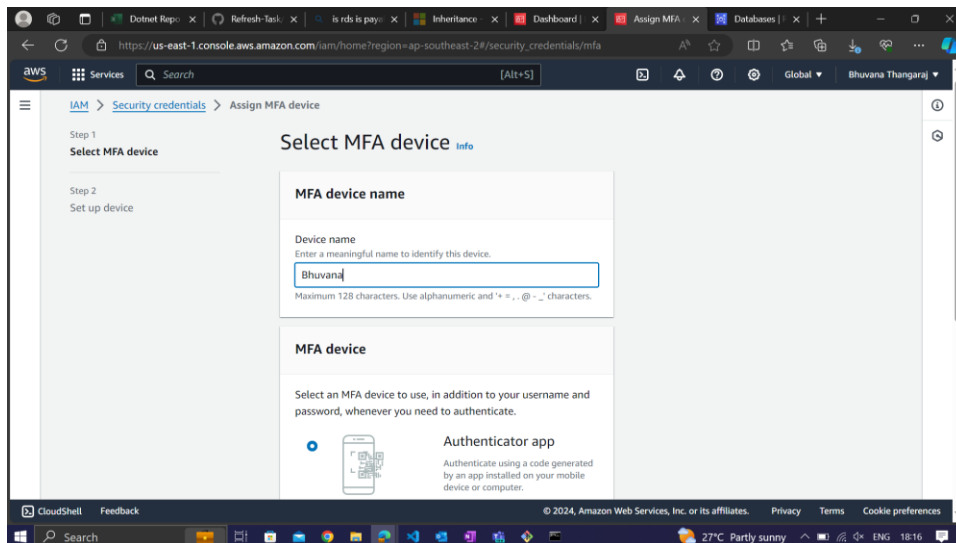 Dotnet Repo
Refresh-Task
is rds is paya
Inheritance -
Dashboard |
Assign MFA
Databases |
https://us-east-1.console.aws.amazon.com/iam/home?region=ap-southeast-2#/security_credentials/mfa
aws
Services
Search
[Alt+S]
Global
Bhuvana Thangaraj
IAM > Security credentials > Assign MFA device
Step 1
Select MFA device
Step 2
Set up device
Select MFA device Info
MFA device name
Device name
Enter a meaningful name to identify this device.
Bhuvana
Maximum 128 characters. Use alphanumeric and '+ = , . @ - _' characters.
MFA device
Select an MFA device to use, in addition to your username and
password, whenever you need to authenticate.
Authenticator app
Authenticate using a code generated
by an app installed on your mobile
device or computer.
CloudShell
Feedback
© 2024, Amazon Web Services, Inc. or its affiliates.
Privacy
Terms
Cookie preferences
Search
27°C Partly sunny
ENG
18:16